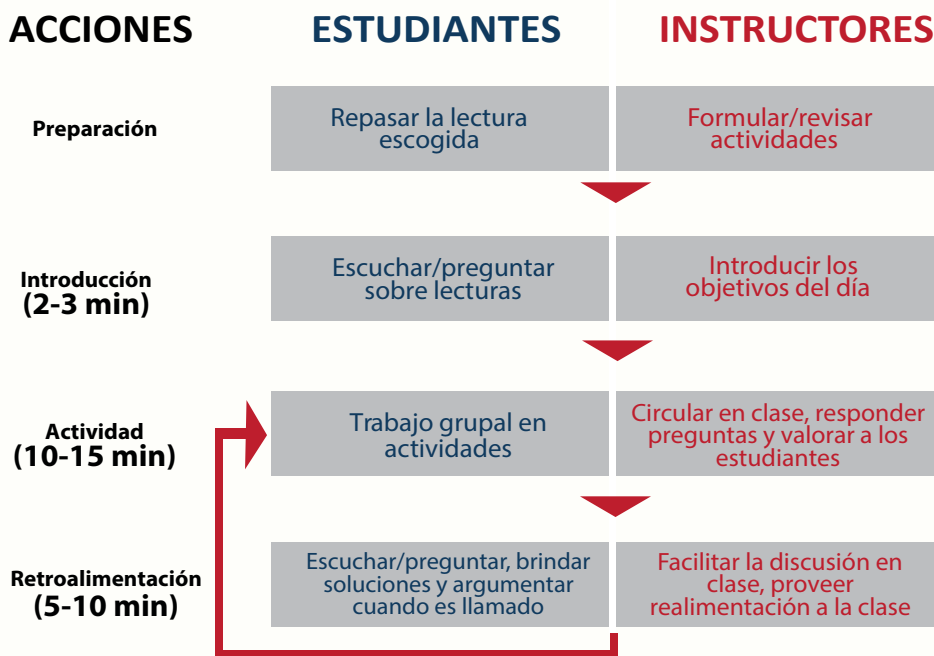 ACCIONES ESTUDIANTES INSTRUCTORES
Preparación
Repasar la lectura
escogida
Formular/revisar
actividades
Introducción
(2-3 min)
Escuchar/preguntar
sobre lecturas
Introducir los
objetivos del día
Actividad
(10-15 min)
Trabajo grupal en
actividades
Circular en clase, responder
preguntas y valorar a los
estudiantes
Retroalimentación
(5-10 min)
Escuchar/preguntar, brindar
soluciones y argumentar
cuando es llamado
Facilitar la discusión en
clase, proveer
realimentación a la clase